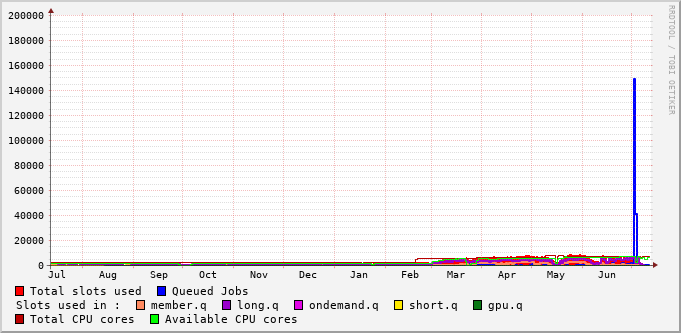 RRDTOOL / TOBI OETIKER
200000
180000
160000
140000
120000
100000
80000
60000
40000
20000
0
Jul Aug Sep Oct Nov Dec Jan Feb Mar Apr May Jun
Total slots used Queued Jobs
Slots used in : member.q long.q ondemand.q short.q gpu.q
Total CPU cores Available CPU cores